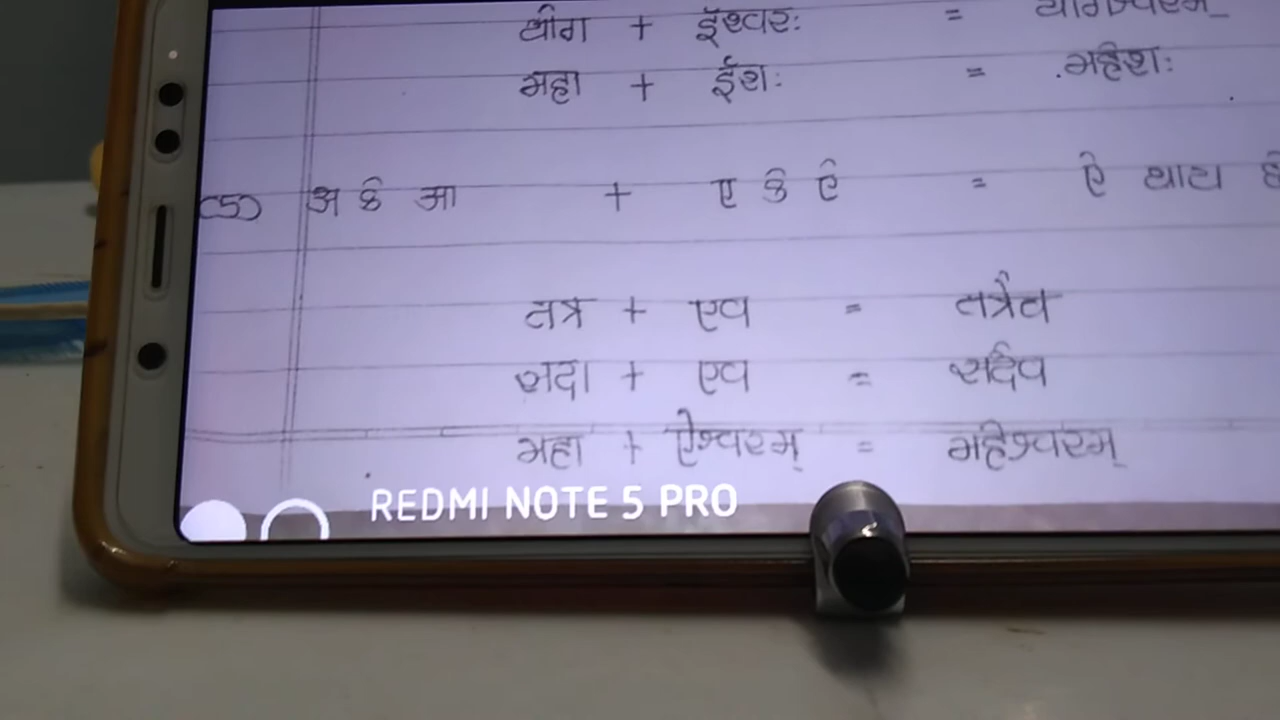 योग + ईश्वरः =
महा + ईशः = महेशः
(5) अ के आ + ए के ऐ = ऐ थाय छे
तत्र + एव = तत्रैव
सदा + एव = सदैव
महा + ऐश्वरम् = महेश्वरम्
REDMI NOTE 5 PRO